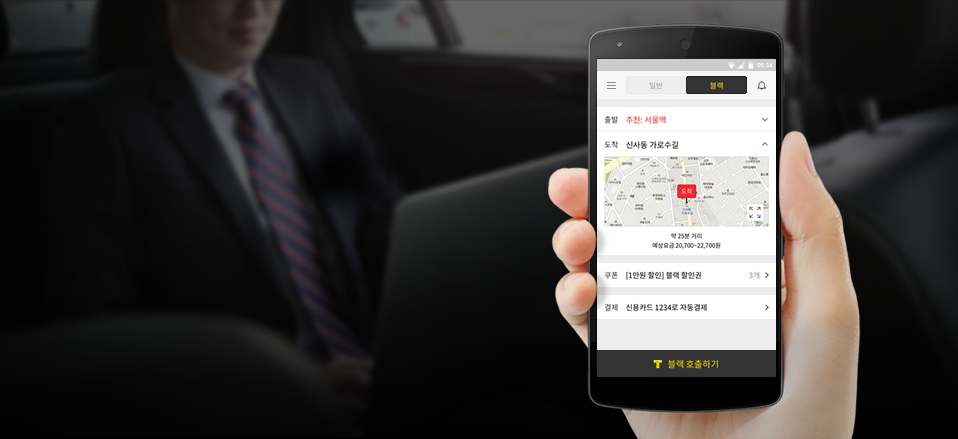 00:34
일반
블랙
출발 추천: 서울역
도착 신사동 가로수길
도착
약 25분 거리
예상요금 20,700~22,700원
쿠폰 [1만원 할인] 블랙 할인권 3개
결제 신용카드 1234로 자동결제
T 블랙 호출하기